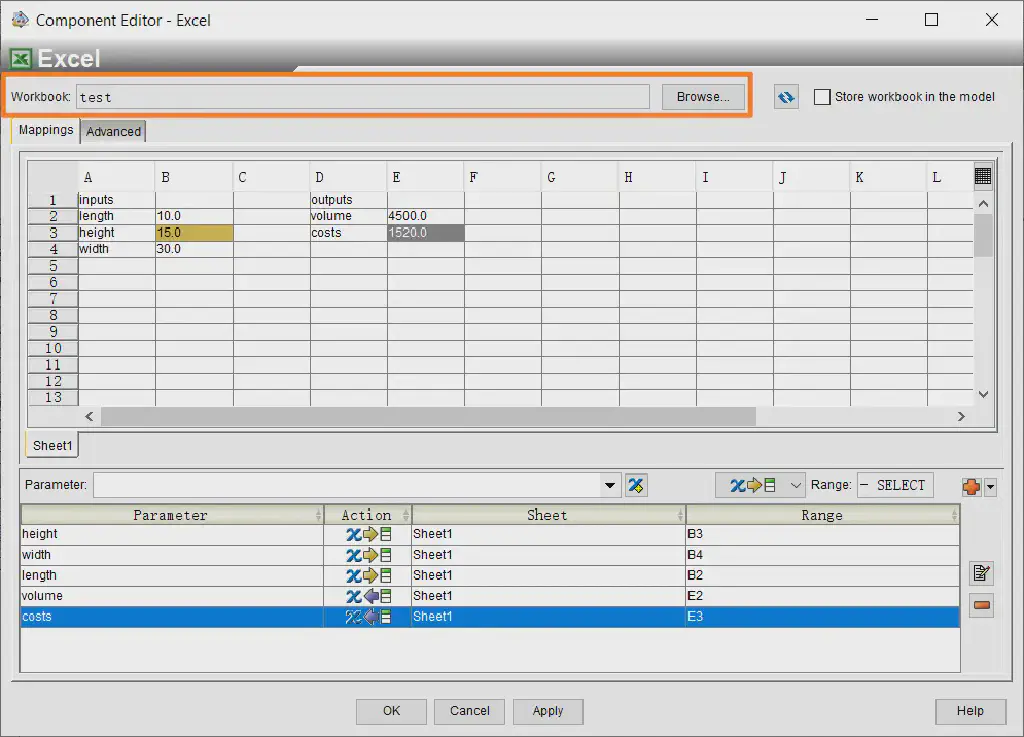 Component Editor - Excel
Excel
Workbook: test Browse... Store workbook in the model
Mappings Advanced
A B C D E F G H I J K L
1 inputs outputs
2 length 10.0 volume 4500.0
3 height 15.0 costs 1520.0
4 width 30.0
5
6
7
8
9
10
11
12
13
Sheet1
Parameter: Range: — SELECT
Parameter Action Sheet Range
height Sheet1 B3
width Sheet1 B4
length Sheet1 B2
volume Sheet1 E2
costs Sheet1 E3
OK Cancel Apply Help